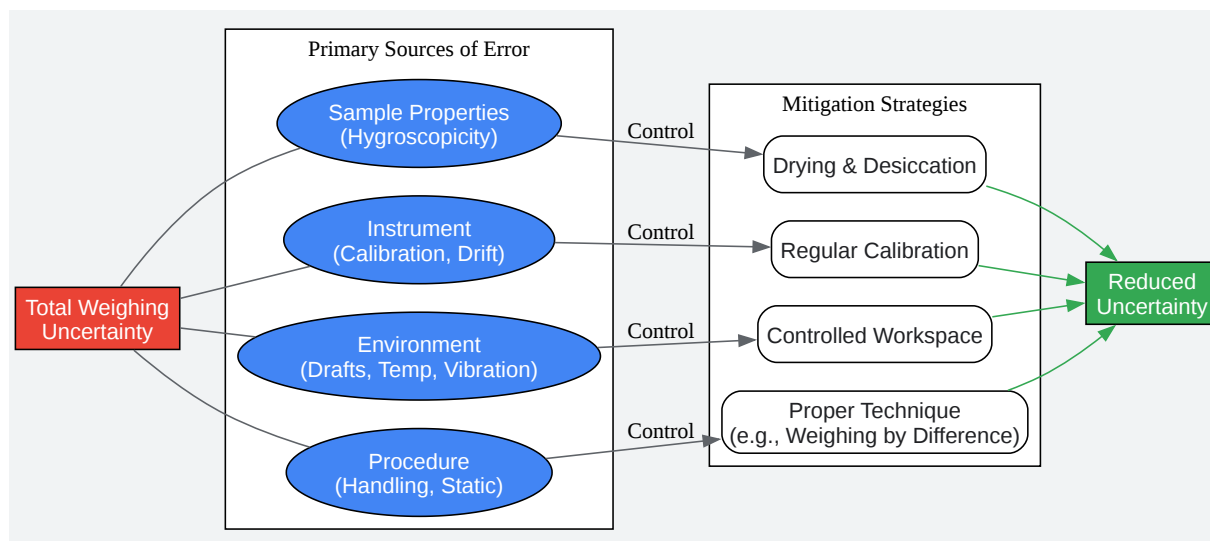 Total Weighing
Uncertainty
Primary Sources of Error
Sample Properties
(Hygroscopicity)
Instrument
(Calibration, Drift)
Environment
(Drafts, Temp, Vibration)
Procedure
(Handling, Static)
Control
Control
Control
Control
Mitigation Strategies
Drying & Desiccation
Regular Calibration
Controlled Workspace
Proper Technique
(e.g., Weighing by Difference)
Reduced
Uncertainty